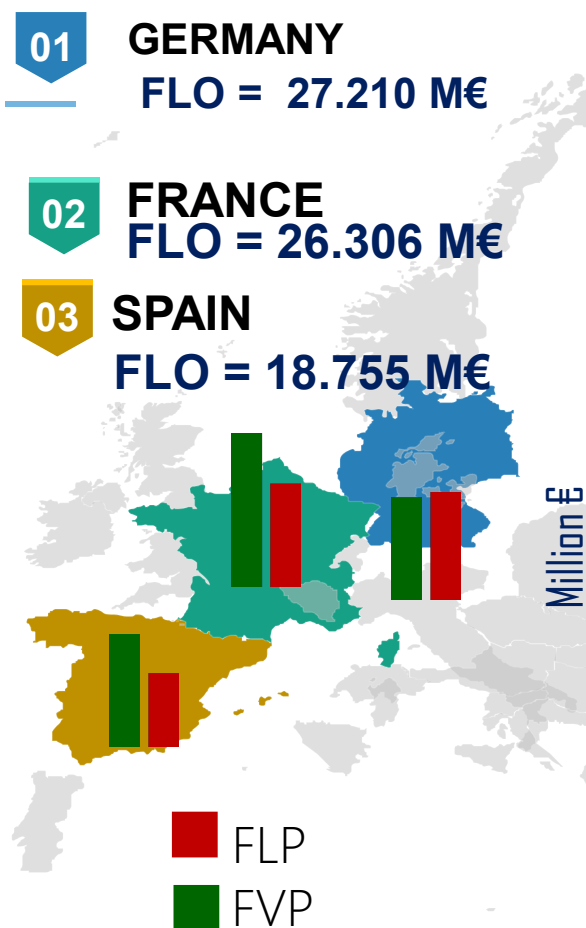 01 GERMANY
FLO = 27.210 M€
02 FRANCE
FLO = 26.306 M€
03 SPAIN
FLO = 18.755 M€
Million €
FLP
FVP